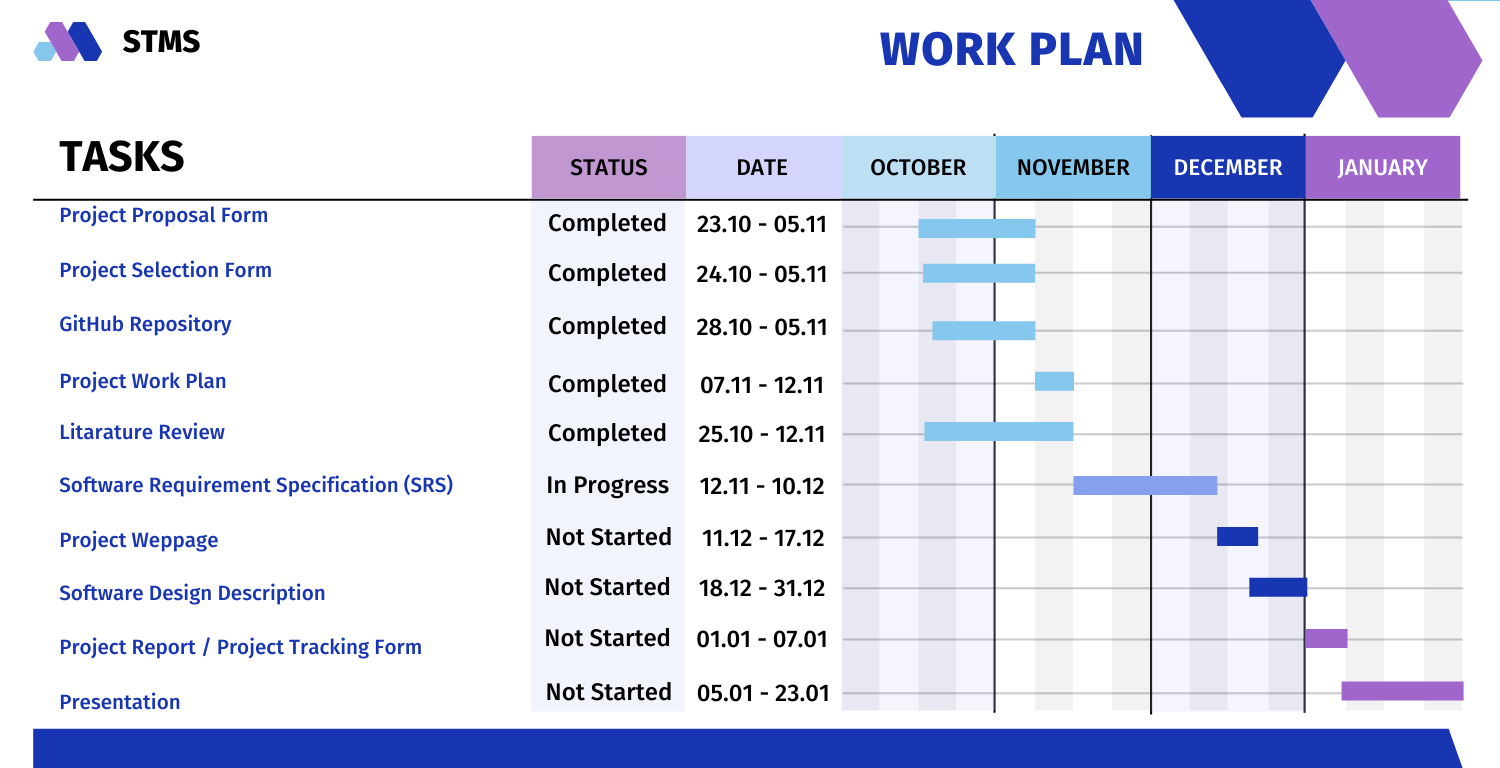 STMS
WORK PLAN
TASKS STATUS DATE OCTOBER NOVEMBER DECEMBER JANUARY
Project Proposal Form Completed 23.10 - 05.11
Project Selection Form Completed 24.10 - 05.11
GitHub Repository Completed 28.10 - 05.11
Project Work Plan Completed 07.11 - 12.11
Litarature Review Completed 25.10 - 12.11
Software Requirement Specification (SRS) In Progress 12.11 - 10.12
Project Weppage Not Started 11.12 - 17.12
Software Design Description Not Started 18.12 - 31.12
Project Report / Project Tracking Form Not Started 01.01 - 07.01
Presentation Not Started 05.01 - 23.01